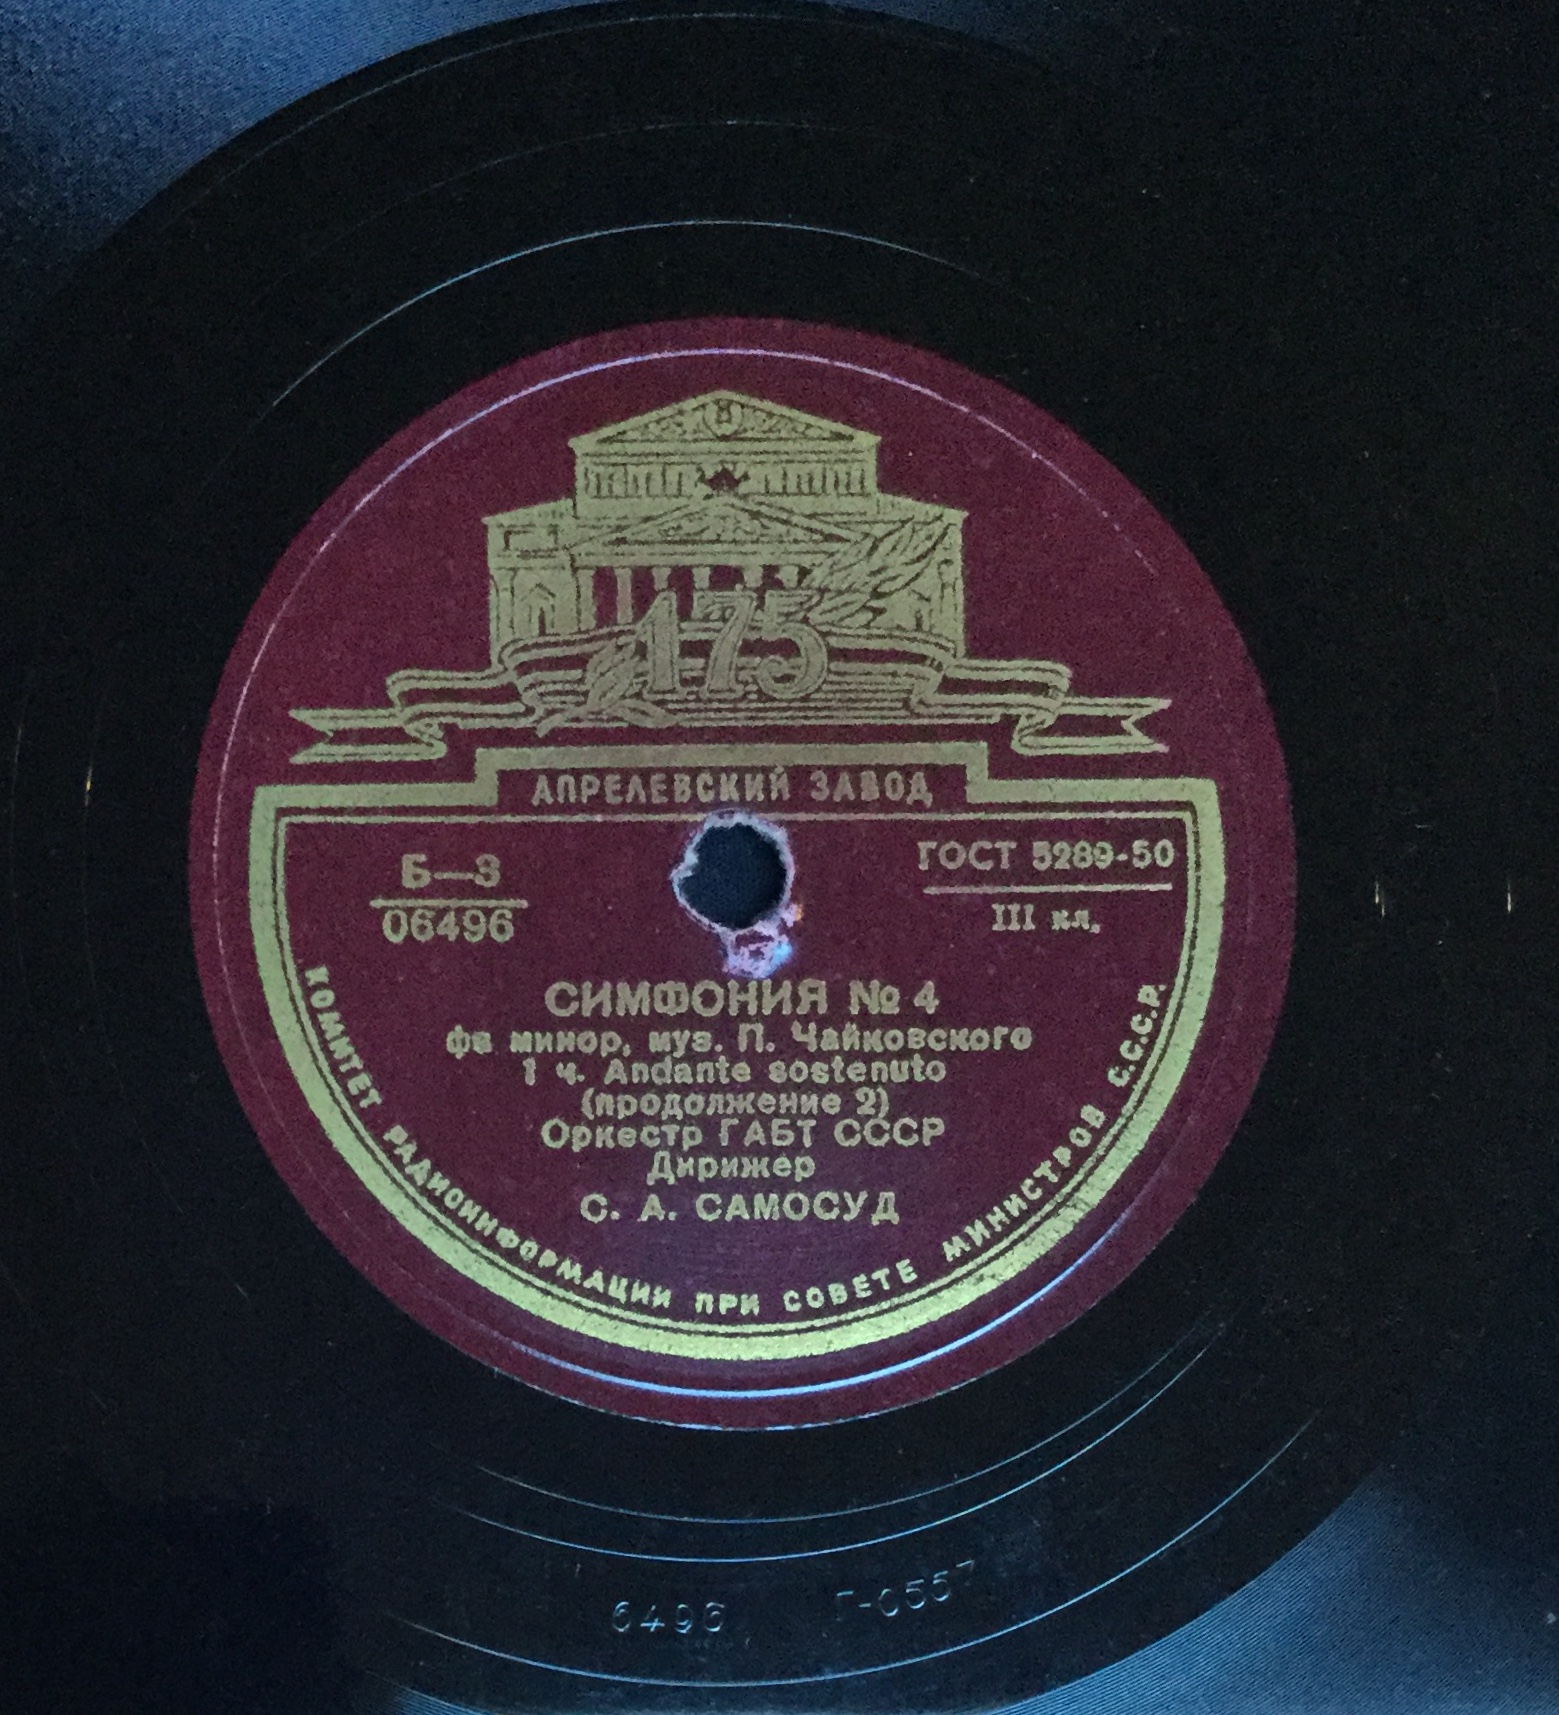 175
АПРЕЛЕВСКИЙ ЗАВОД
Б—3
06496
ГОСТ 5289-50
III кл.
СИМФОНИЯ № 4
фа минор, муз. П. Чайковского
1 ч. Andante sostenuto
(продолжение 2)
Оркестр ГАБТ СССР
Дирижер
С. А. САМОСУД
КОМИТЕТ РАДИОИНФОРМАЦИИ ПРИ СОВЕТЕ МИНИСТРОВ С.С.С.Р.
6496 Г-0557